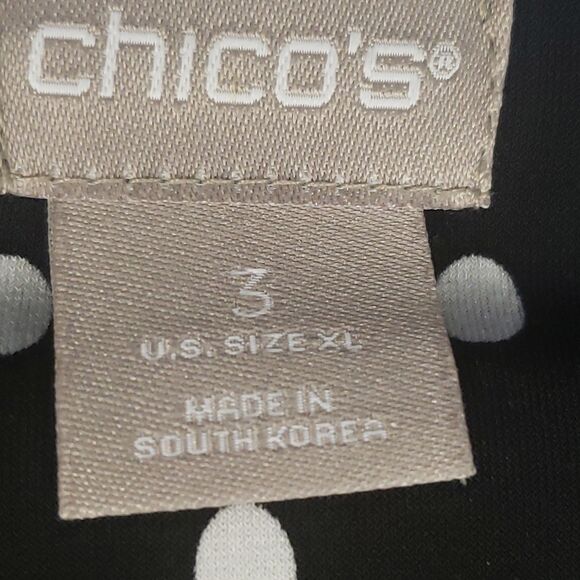 chico's®
3
U.S. SIZE XL
MADE IN
SOUTH KOREA